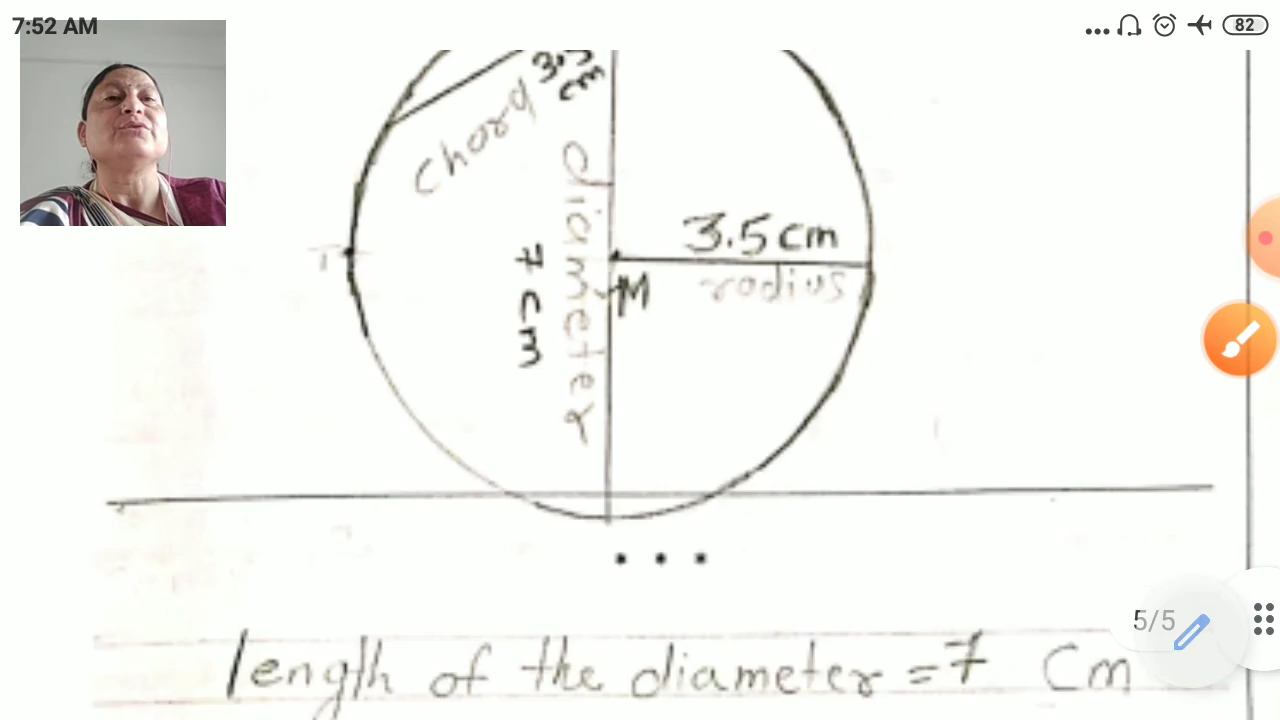 7:52 AM
82
chord
diameter
7 cm
3.5 cm
M
radius
5/5
length of the diameter = 7 cm